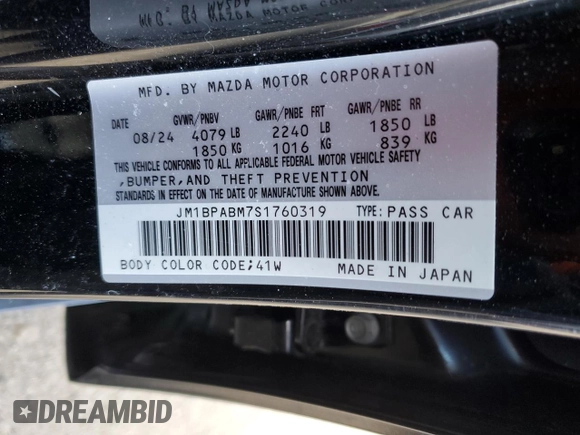 MFD. BY MAZDA MOTOR CORPORATION
DATE GVWR/PNBV GAWR/PNBE FRT GAWR/PNBE RR
08/24 4079 LB 2240 LB 1850 LB
1850 KG 1016 KG 839 KG
THIS VEHICLE CONFORMS TO ALL APPLICABLE FEDERAL MOTOR VEHICLE SAFETY
,BUMPER,AND THEFT PREVENTION
STANDARDS IN EFFECT ON THE DATE OF MANUFACTURE SHOWN ABOVE.
JM1BPABM7S1760319 TYPE:PASS CAR
BODY COLOR CODE;41W MADE IN JAPAN
DREAMBID